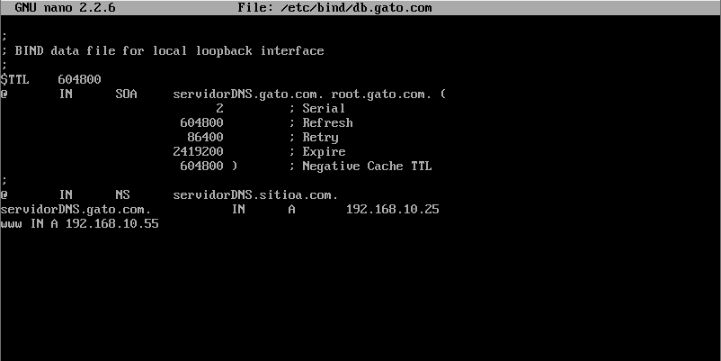 GNU nano 2.2.6 File: /etc/bind/db.gato.com
;
; BIND data file for local loopback interface
;
$TTL 604800
@ IN SOA servidorDNS.gato.com. root.gato.com. (
2 ; Serial
604800 ; Refresh
86400 ; Retry
2419200 ; Expire
604800 ) ; Negative Cache TTL
;
@ IN NS servidorDNS.sitioa.com.
servidorDNS.gato.com. IN A 192.168.10.25
www IN A 192.168.10.55